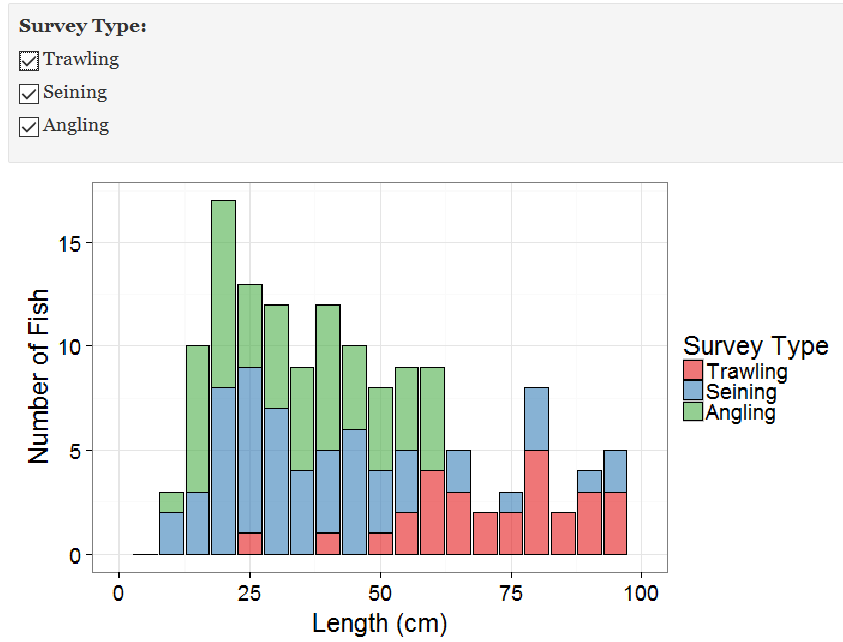 Survey Type:
Trawling
Seining
Angling
15
10
5
0
Number of Fish
0 25 50 75 100
Length (cm)
Survey Type
Trawling
Seining
Angling